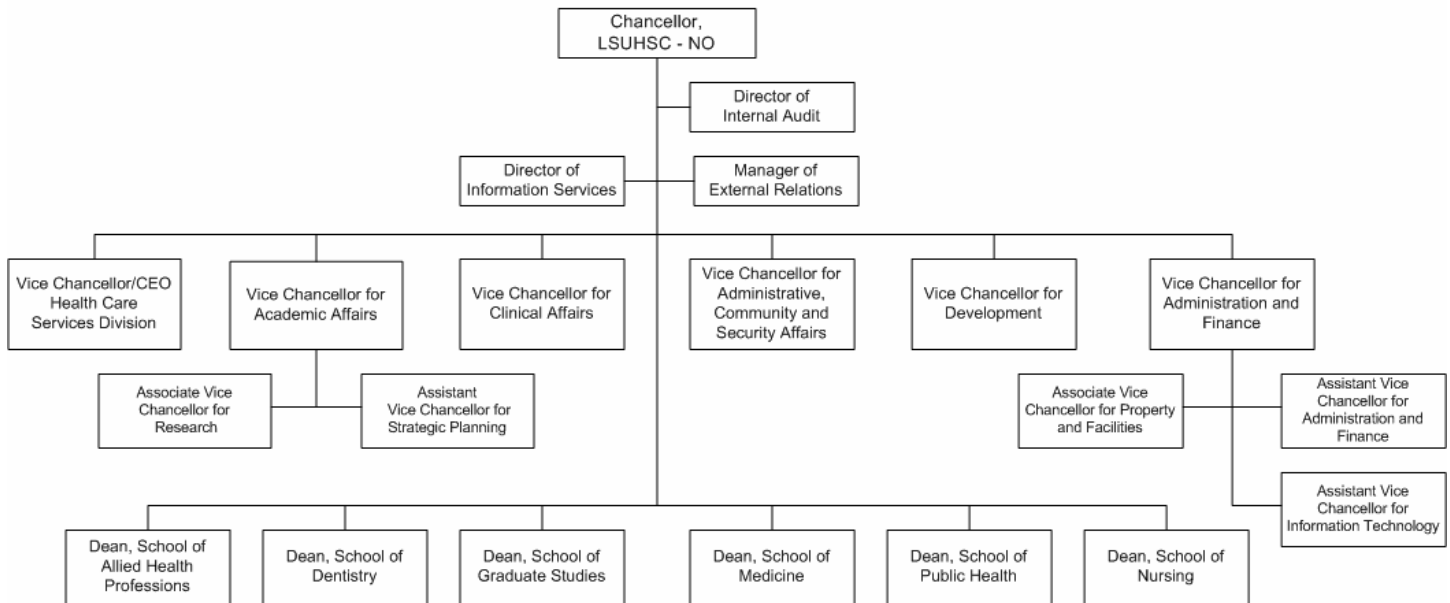 Chancellor,
LSUHSC - NO
Director of
Internal Audit
Director of
Information Services
Manager of
External Relations
Vice Chancellor/CEO
Health Care
Services Division
Vice Chancellor for
Academic Affairs
Vice Chancellor for
Clinical Affairs
Vice Chancellor for
Administrative,
Community and
Security Affairs
Vice Chancellor for
Development
Vice Chancellor for
Administration and
Finance
Associate Vice
Chancellor for
Research
Assistant
Vice Chancellor for
Strategic Planning
Associate Vice
Chancellor for Property
and Facilities
Assistant Vice
Chancellor for
Administration and
Finance
Assistant Vice
Chancellor for
Information Technology
Dean, School of
Allied Health
Professions
Dean, School of
Dentistry
Dean, School of
Graduate Studies
Dean, School of
Medicine
Dean, School of
Public Health
Dean, School of
Nursing